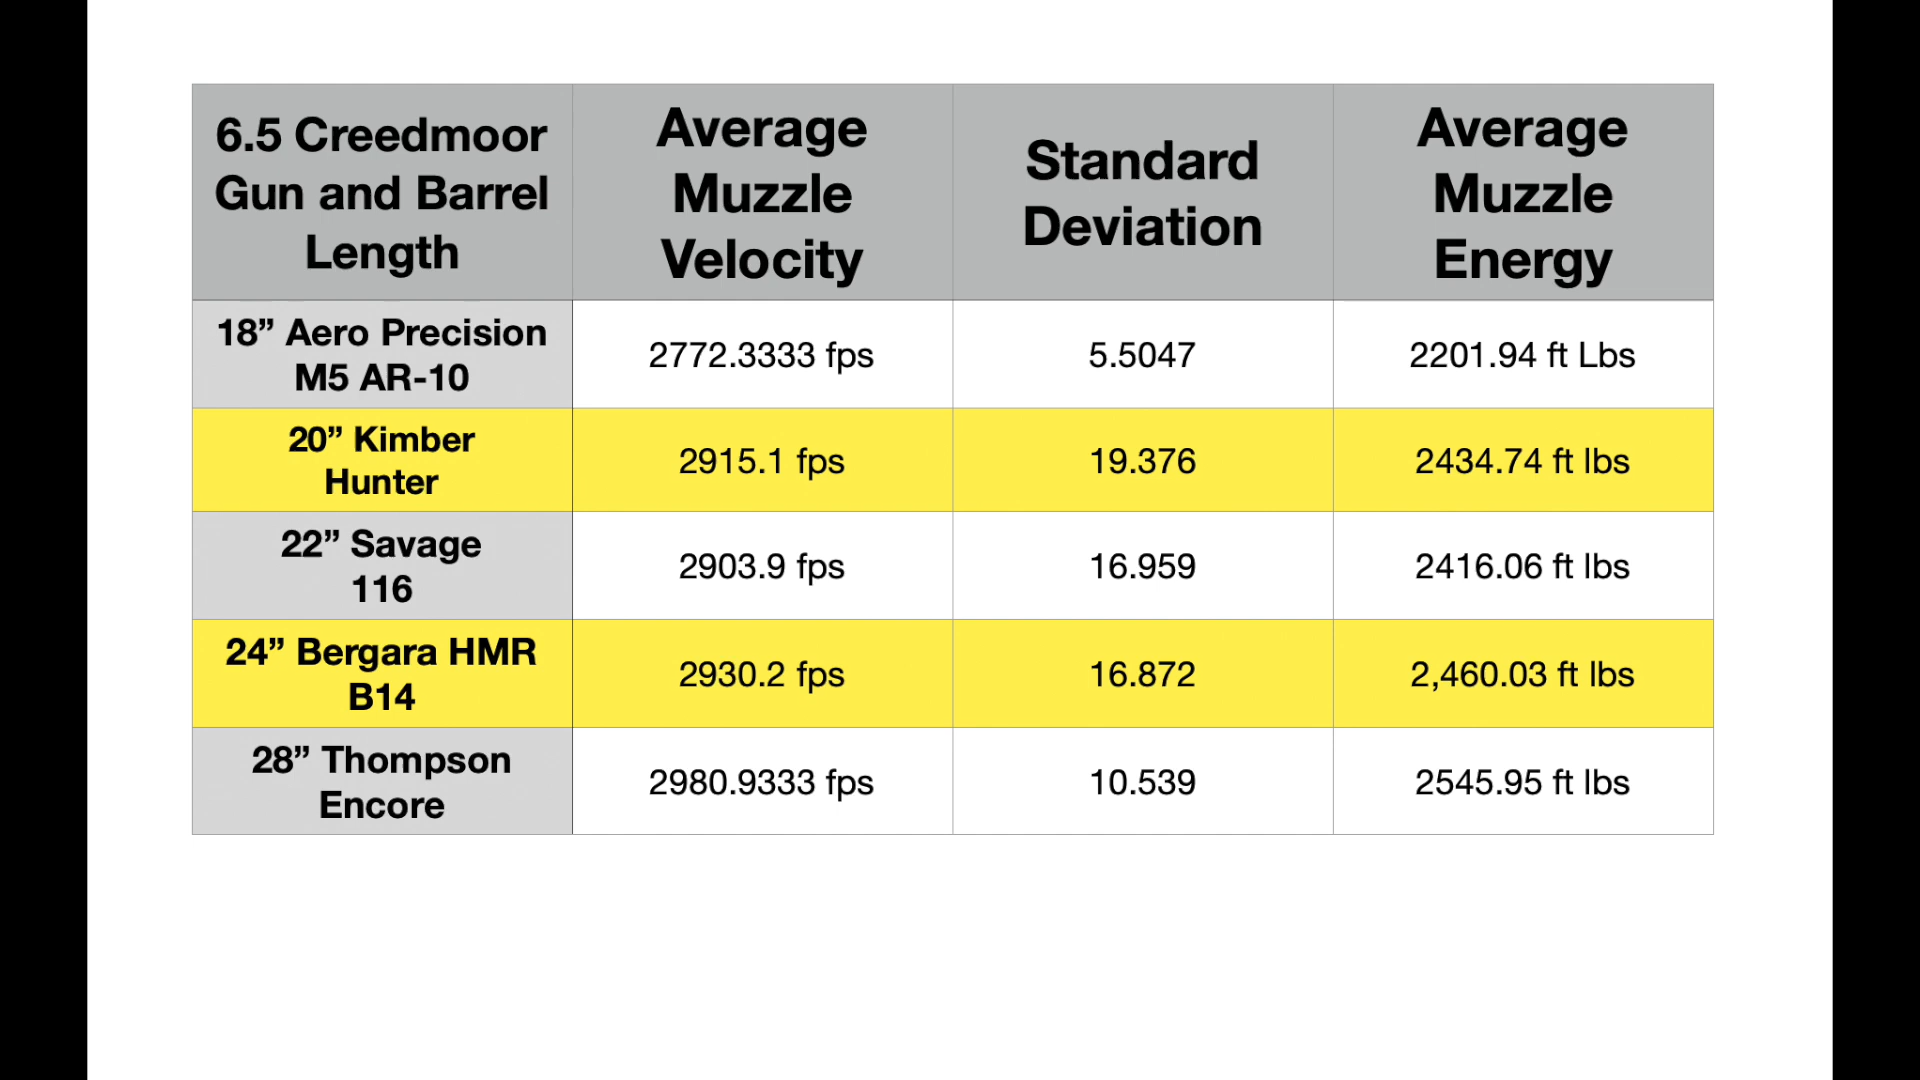 6.5 Creedmoor
Gun and Barrel
Length
Average
Muzzle
Velocity
Standard
Deviation
Average
Muzzle
Energy
18” Aero Precision
M5 AR-10
2772.3333 fps
5.5047
2201.94 ft Lbs
20” Kimber
Hunter
2915.1 fps
19.376
2434.74 ft lbs
22” Savage
116
2903.9 fps
16.959
2416.06 ft lbs
24” Bergara HMR
B14
2930.2 fps
16.872
2,460.03 ft lbs
28” Thompson
Encore
2980.9333 fps
10.539
2545.95 ft lbs